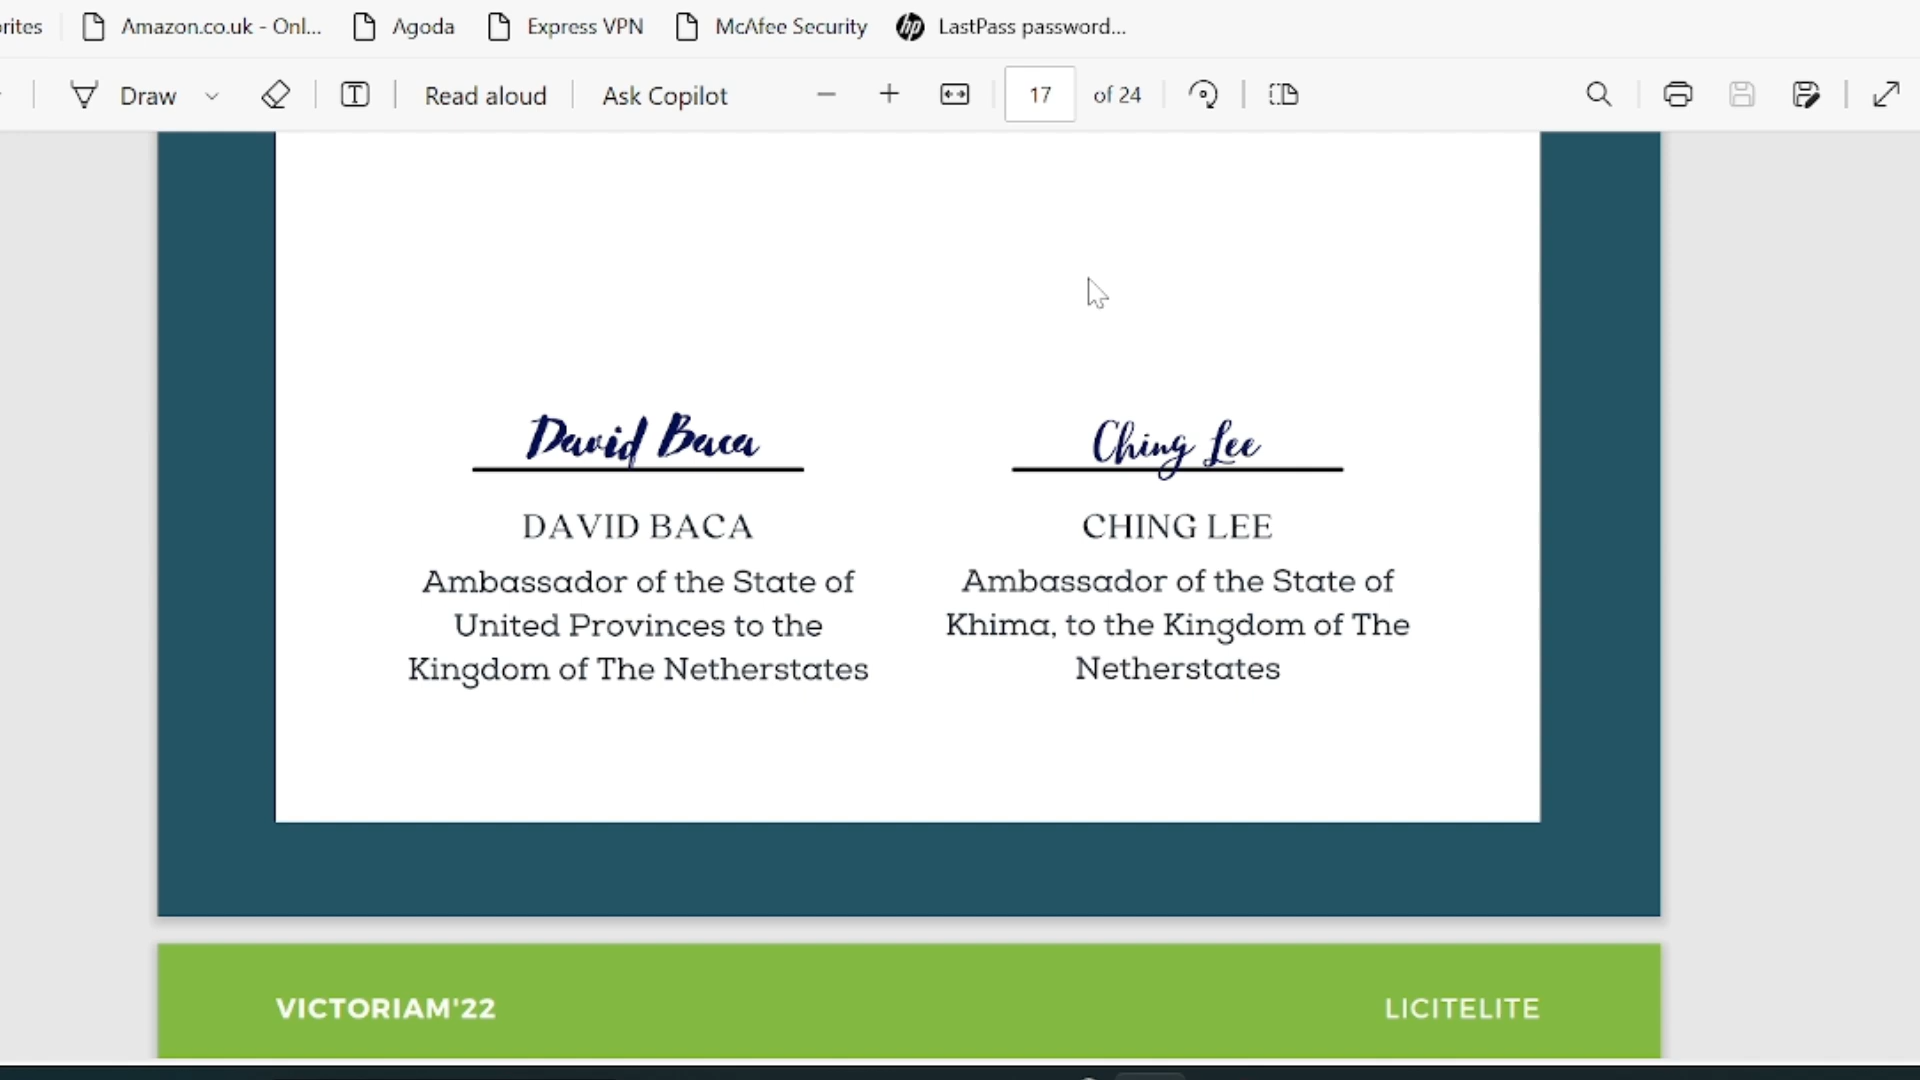 rites Amazon.co.uk - Onl... Agoda Express VPN McAfee Security hp LastPass password...
Draw T Read aloud Ask Copilot 17 of 24
David Baca Ching Lee
DAVID BACA
Ambassador of the State of
United Provinces to the
Kingdom of The Netherstates
CHING LEE
Ambassador of the State of
Khima, to the Kingdom of The
Netherstates
VICTORIAM'22 LICITELITE